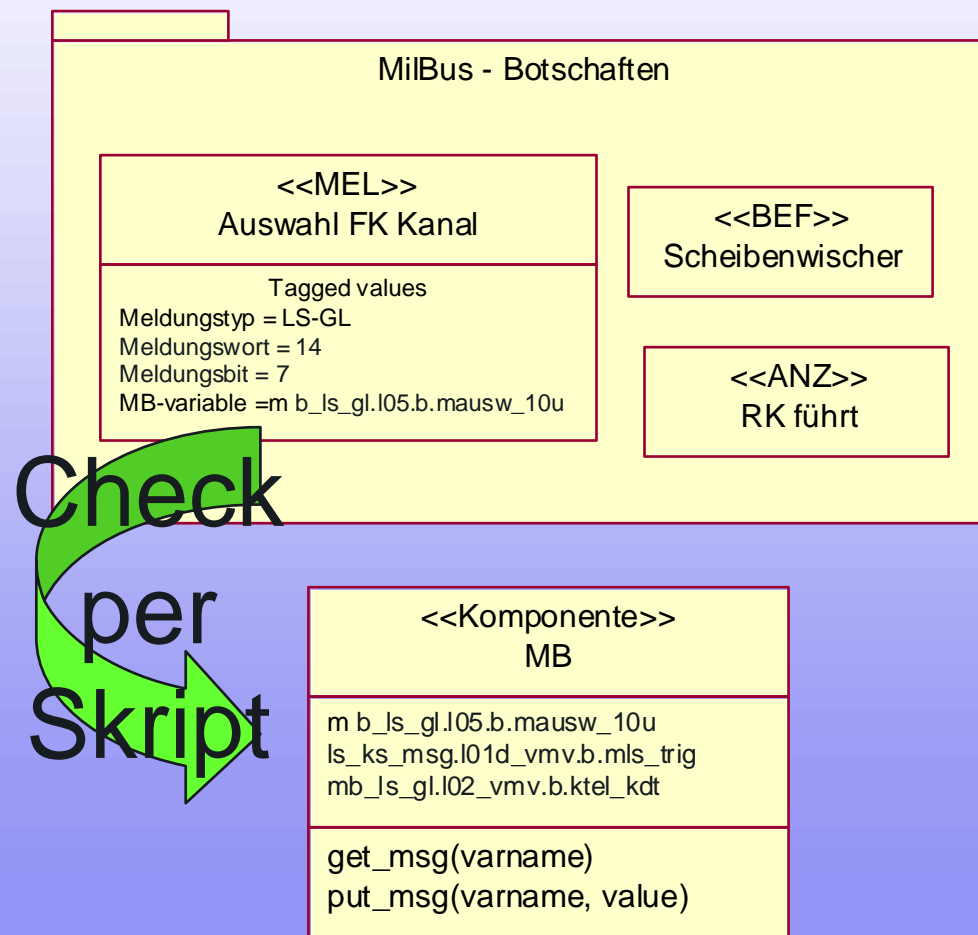 MilBus - Botschaften
<<MEL>>
Auswahl FK Kanal
Tagged values
Meldungstyp = LS-GL
Meldungswort = 14
Meldungsbit = 7
MB-variable =m b_ls_gl.l05.b.mausw_10u
<<BEF>>
Scheibenwischer
<<ANZ>>
RK führt
Check
per
Skript
<<Komponente>>
MB
m b_ls_gl.l05.b.mausw_10u
ls_ks_msg.l01d_vmv.b.mls_trig
mb_ls_gl.l02_vmv.b.ktel_kdt
get_msg(varname)
put_msg(varname, value)